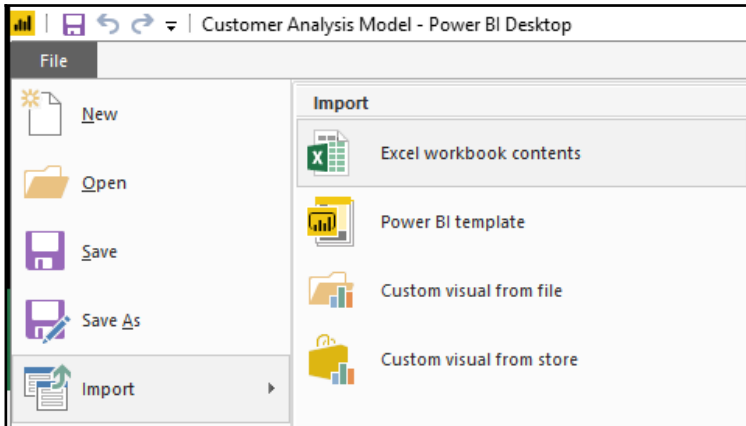 Customer Analysis Model - Power BI Desktop
File
New
Open
Save
Save As
Import
Import
Excel workbook contents
Power BI template
Custom visual from file
Custom visual from store